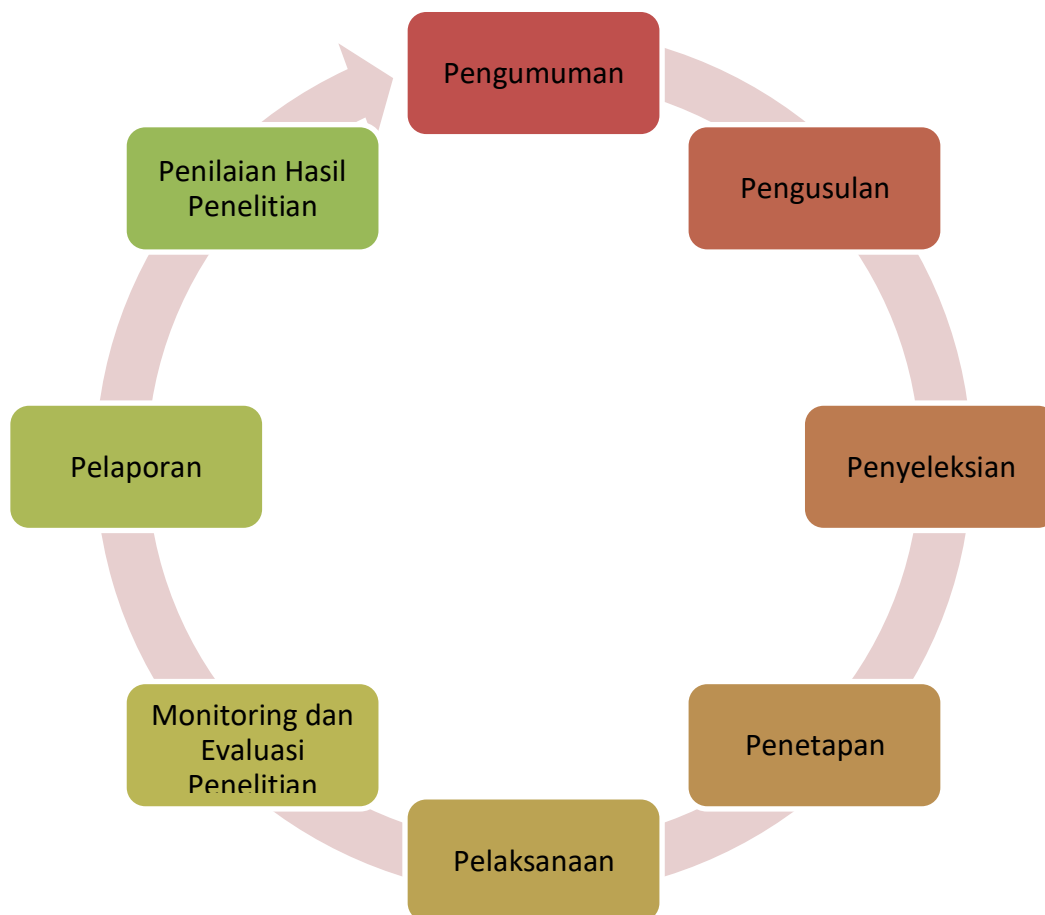 Pengumuman
Pengusulan
Penyeleksian
Penetapan
Pelaksanaan
Monitoring dan
Evaluasi
Penelitian
Pelaporan
Penilaian Hasil
Penelitian